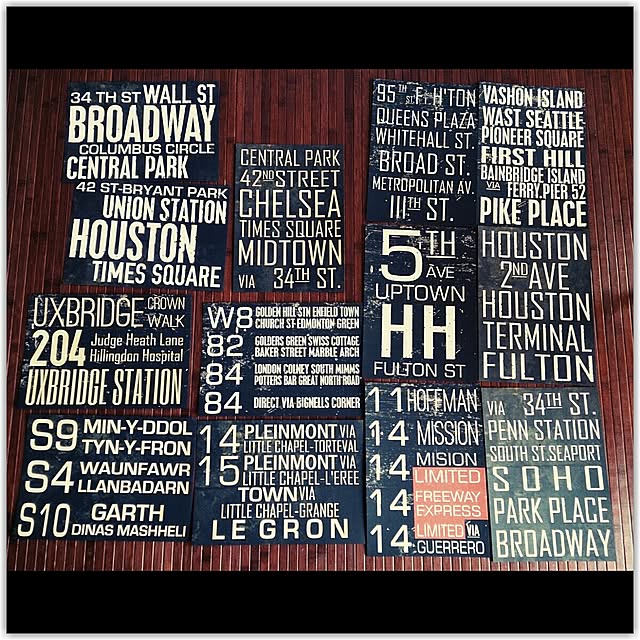 34 TH ST WALL ST
BROADWAY
COLUMBUS CIRCLE
CENTRAL PARK
42 ST-BRYANT PARK
UNION STATION
HOUSTON
TIMES SQUARE
CENTRAL PARK
42ND STREET
CHELSEA
TIMES SQUARE
MIDTOWN
VIA 34TH ST.
95TH ST. Ft H'TON
QUEENS PLAZA
WHITEHALL ST.
BROAD ST.
METROPOLITAN AV.
111TH ST.
VASHON ISLAND
WAST SEATTLE
PIONEER SQUARE
FIRST HILL
BAINBRIDGE ISLAND
VIA FERRY.PIER 52
PIKE PLACE
5TH AVE
UPTOWN
HH
FULTON ST
HOUSTON
2ND AVE
HOUSTON
TERMINAL
FULTON
UXBRIDGE CROWN WALK
204 Judge Heath Lane
Hillingdon Hospital
UXBRIDGE STATION
W8 GOLDEN HILL STN ENFIELD TOWN
CHURCH ST-EDMONTON GREEN
82 GOLDERS GREEN SWISS COTTAGE
BAKER STREET MARBLE ARCH
84 LONDON COLNEY SOUTH MIMMS
POTTERS BAR GREAT NORTH ROAD
84 DIRECT.VIA-BIGNELLS CORNER
S9 MIN-Y-DDOL
TYN-Y-FRON
S4 WAUNFAWR
LLANBADARN
S10 GARTH
DINAS MASHHELI
14 PLEINMONT VIA
LITTLE CHAPEL-TORTEVAL
15 PLEINMONT VIA
LITTLE CHAPEL-L'EREE
TOWN VIA
LITTLE CHAPEL-GRANGE
LE GRON
11 HOFFMAN
14 MISSION
14 MISION
LIMITED
14 FREEWAY
EXPRESS
LIMITED VIA
14 GUERRERO
VIA 34TH ST.
PENN STATION
SOUTH ST.SEAPORT
SOHO
PARK PLACE
BROADWAY